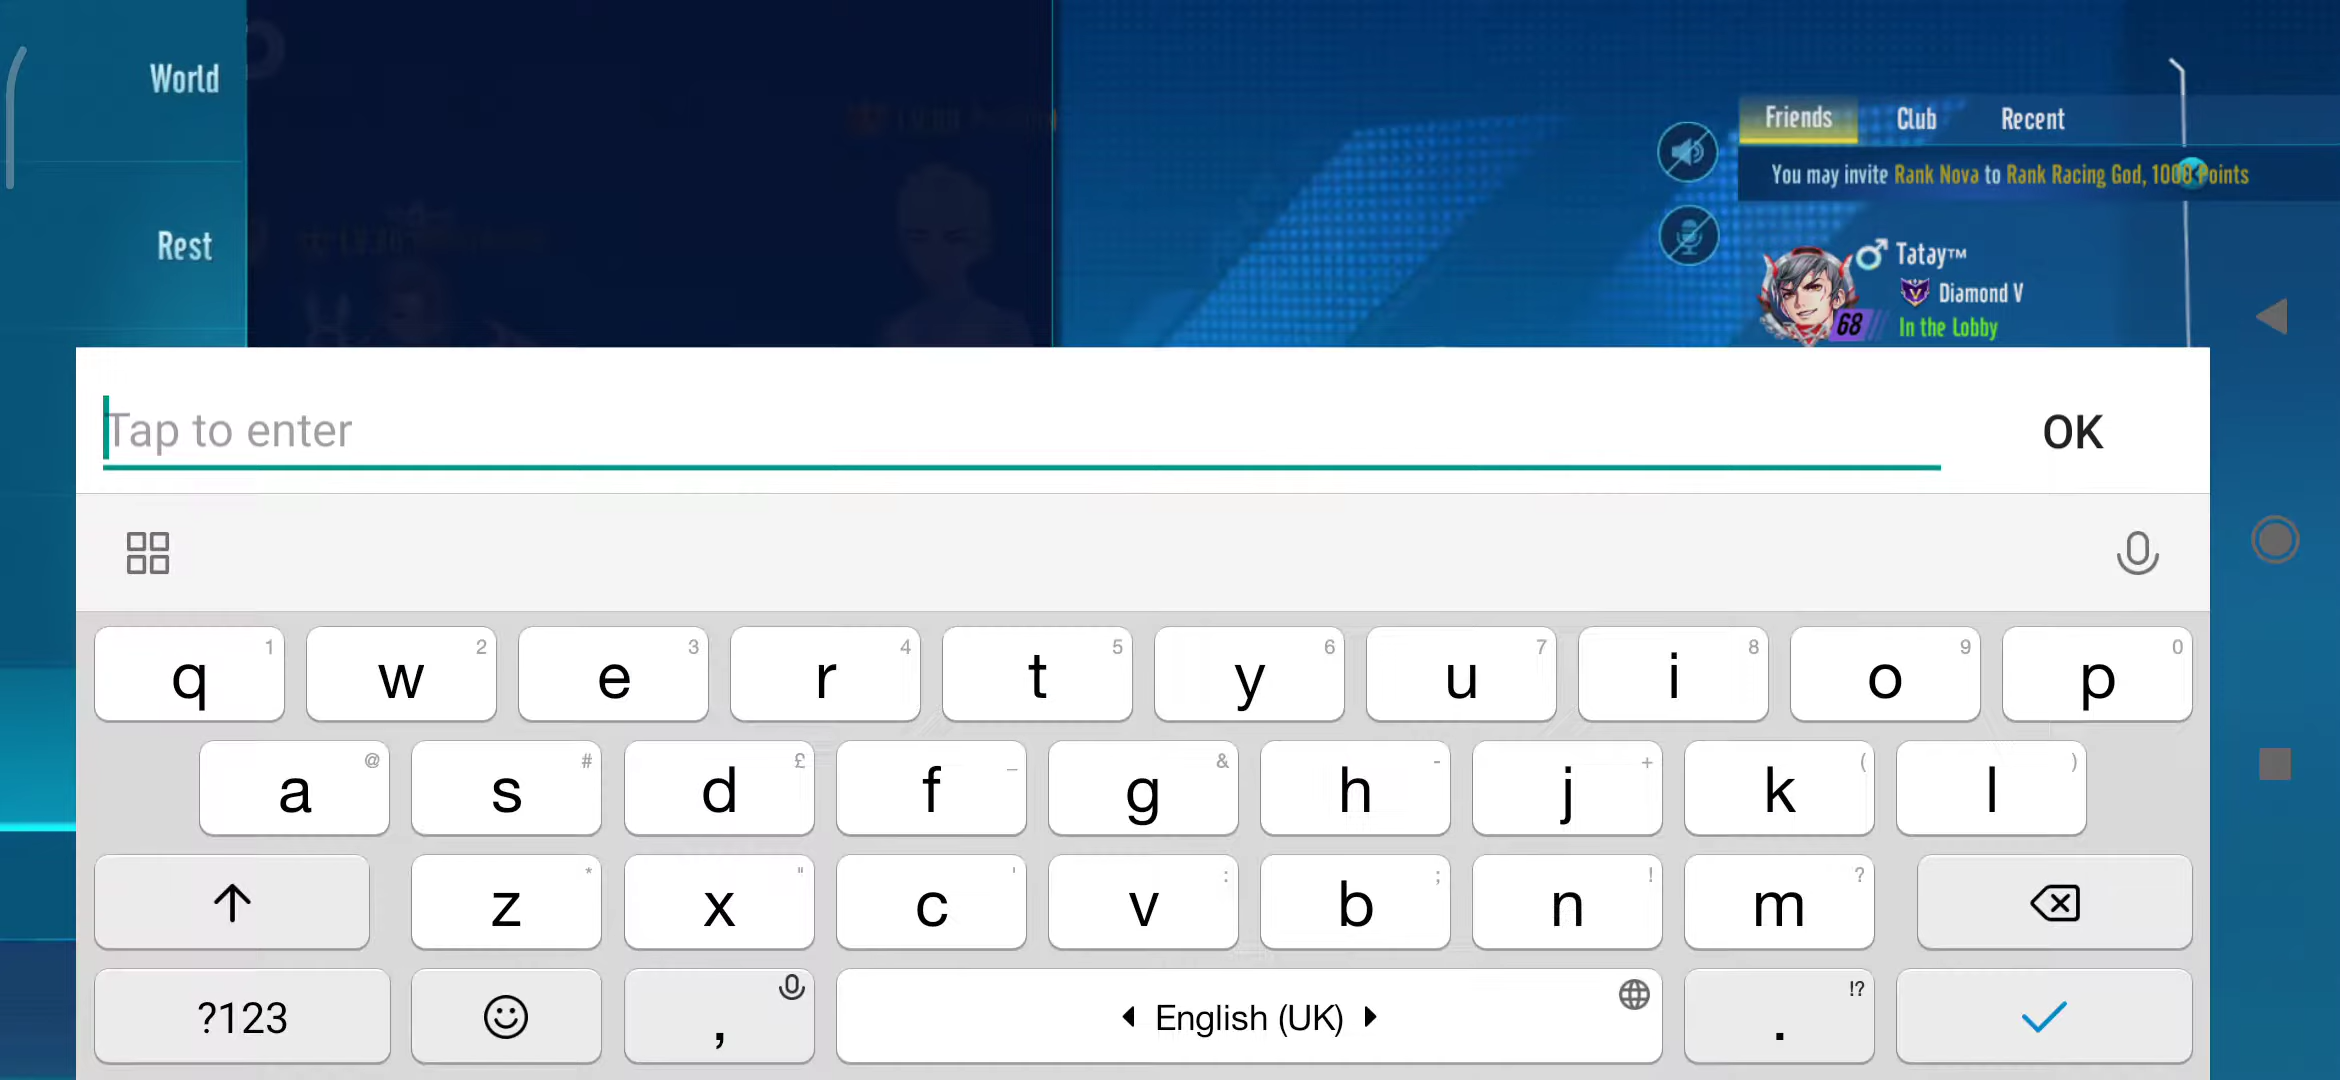 World
Rest
Friends Club Recent
You may invite Rank Nova to Rank Racing God, 1000 Points
Tatay™
V Diamond V
68
In the Lobby
Tap to enter
OK
q 1 w 2 e 3 r 4 t 5 y 6 u 7 i 8 o 9 p 0
a @ s # d £ f _ g & h - j + k ( l )
z * x " c ' v : b ; n ! m ?
?123 , English (UK) . !?